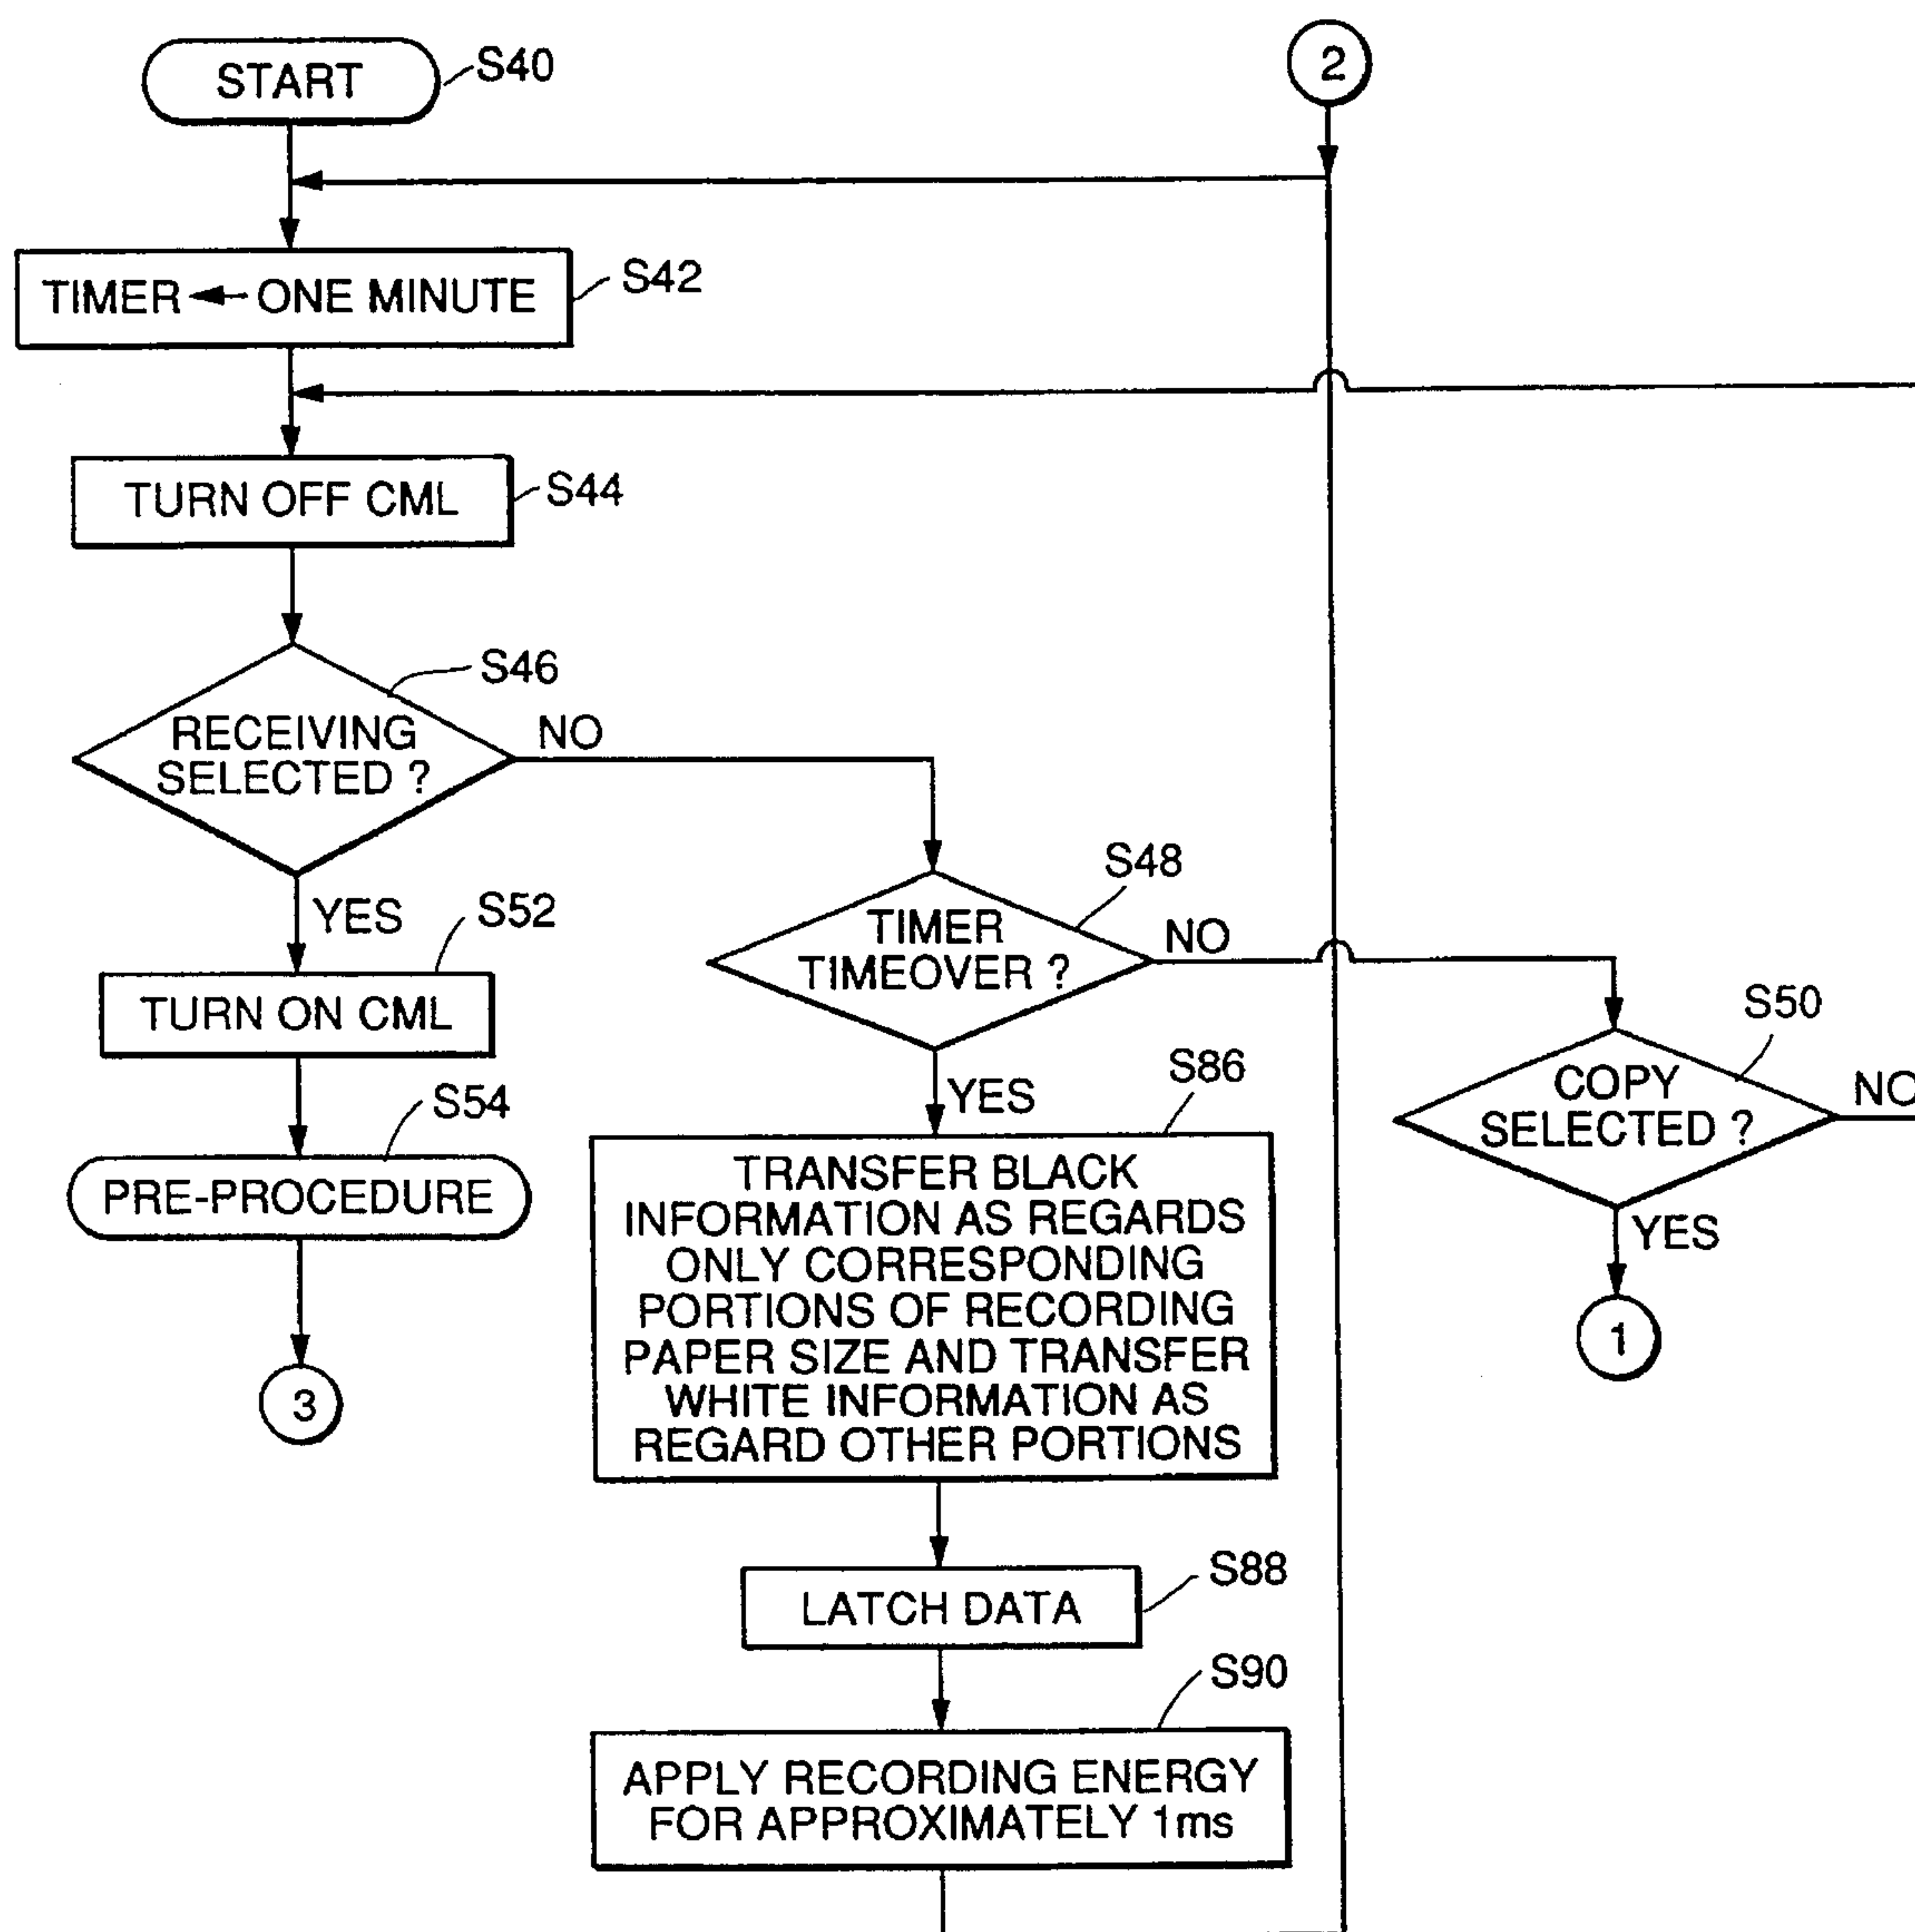 START
S40
2
TIMER ← ONE MINUTE
S42
TURN OFF CML
S44
S46
RECEIVING
SELECTED ?
NO
YES
S52
TURN ON CML
S54
PRE-PROCEDURE
3
S48
TIMER
TIMEOVER ?
NO
YES
S50
COPY
SELECTED ?
NO
YES
1
S86
TRANSFER BLACK
INFORMATION AS REGARDS
ONLY CORRESPONDING
PORTIONS OF RECORDING
PAPER SIZE AND TRANSFER
WHITE INFORMATION AS
REGARD OTHER PORTIONS
S88
LATCH DATA
S90
APPLY RECORDING ENERGY
FOR APPROXIMATELY 1ms